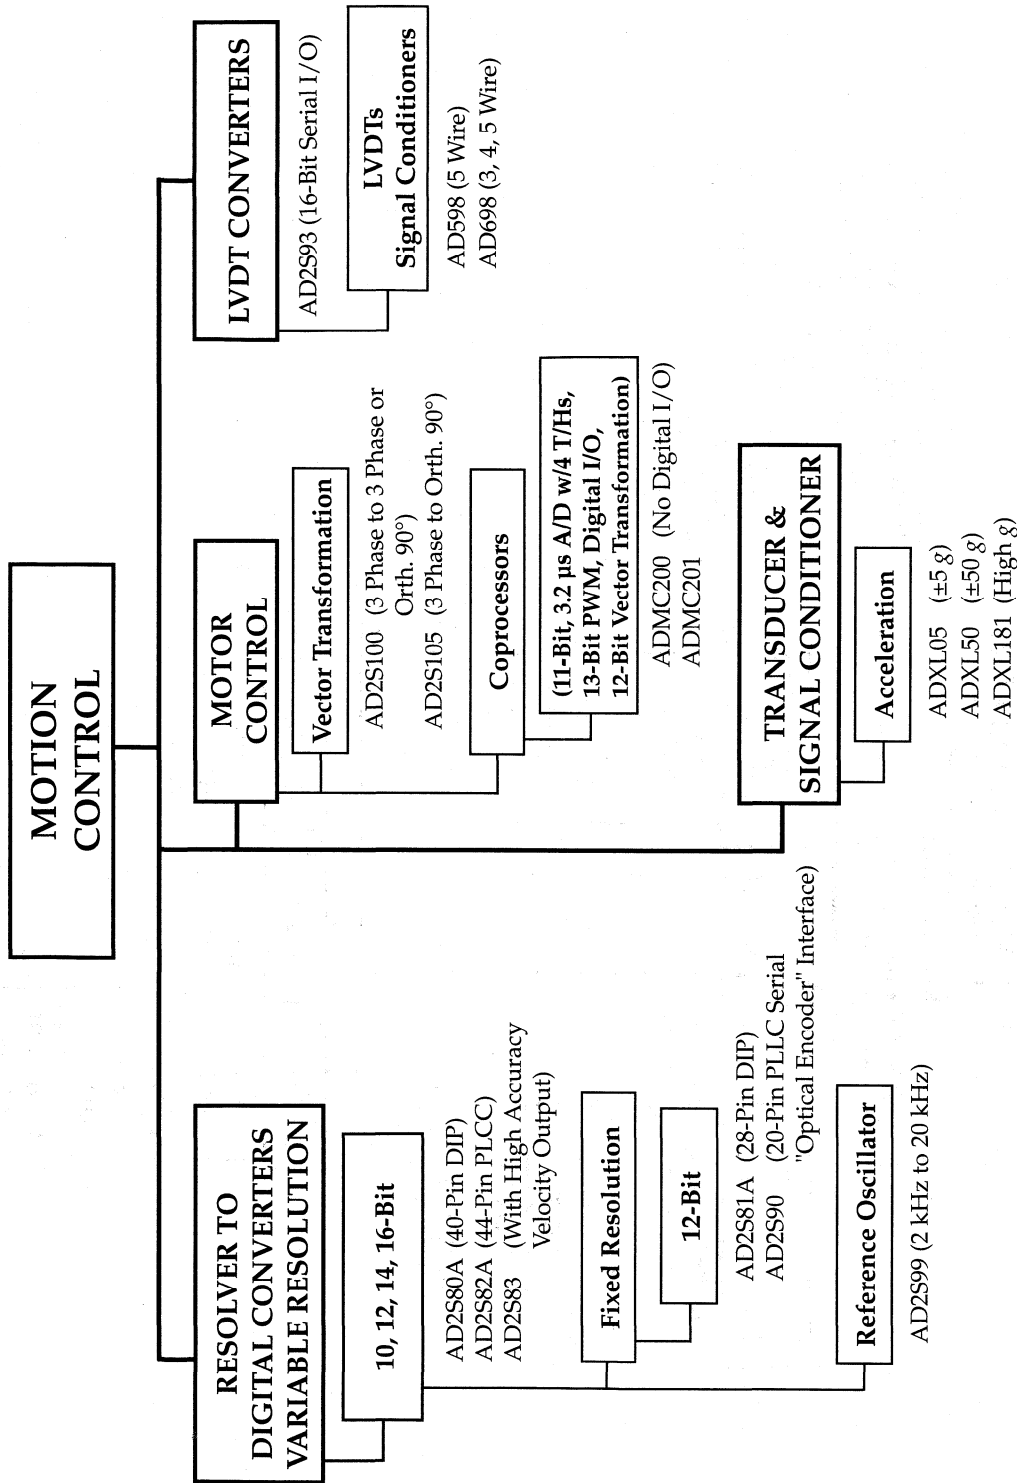 MOTION
CONTROL
RESOLVER TO
DIGITAL CONVERTERS
VARIABLE RESOLUTION
10, 12, 14, 16-Bit
AD2S80A (40-Pin DIP)
AD2S82A (44-Pin PLCC)
AD2S83 (With High Accuracy
Velocity Output)
Fixed Resolution
12-Bit
AD2S81A (28-Pin DIP)
AD2S90 (20-Pin PLLC Serial
"Optical Encoder" Interface)
Reference Oscillator
AD2S99 (2 kHz to 20 kHz)
MOTOR
CONTROL
Vector Transformation
AD2S100 (3 Phase to 3 Phase or
Orth. 90°)
AD2S105 (3 Phase to Orth. 90°)
Coprocessors
(11-Bit, 3.2 µs A/D w/4 T/Hs,
13-Bit PWM, Digital I/O,
12-Bit Vector Transformation)
ADMC200 (No Digital I/O)
ADMC201
TRANSDUCER &
SIGNAL CONDITIONER
Acceleration
ADXL05 (±5 g)
ADXL50 (±50 g)
ADXL181 (High g)
LVDT CONVERTERS
AD2S93 (16-Bit Serial I/O)
LVDTs
Signal Conditioners
AD598 (5 Wire)
AD698 (3, 4, 5 Wire)